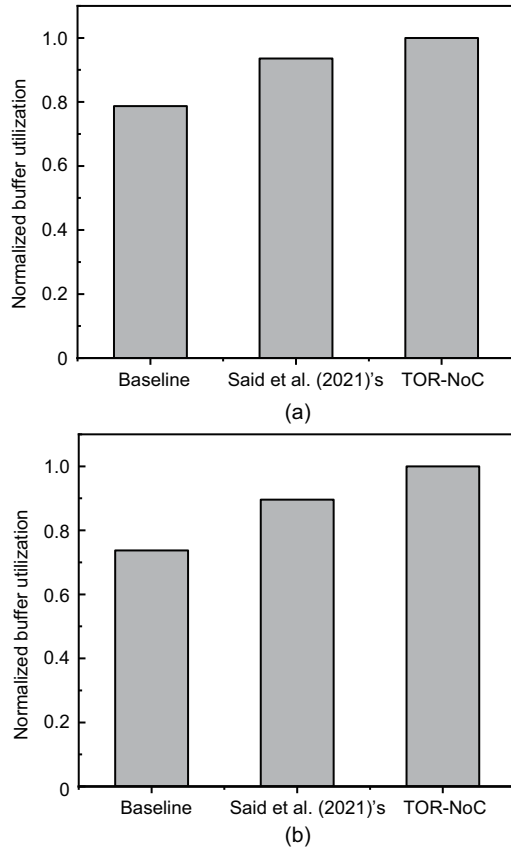 Normalized buffer utilization
1.0
0.8
0.6
0.4
0.2
0
Baseline Said et al. (2021)'s TOR-NoC
(a)
Normalized buffer utilization
1.0
0.8
0.6
0.4
0.2
0
Baseline Said et al. (2021)'s TOR-NoC
(b)